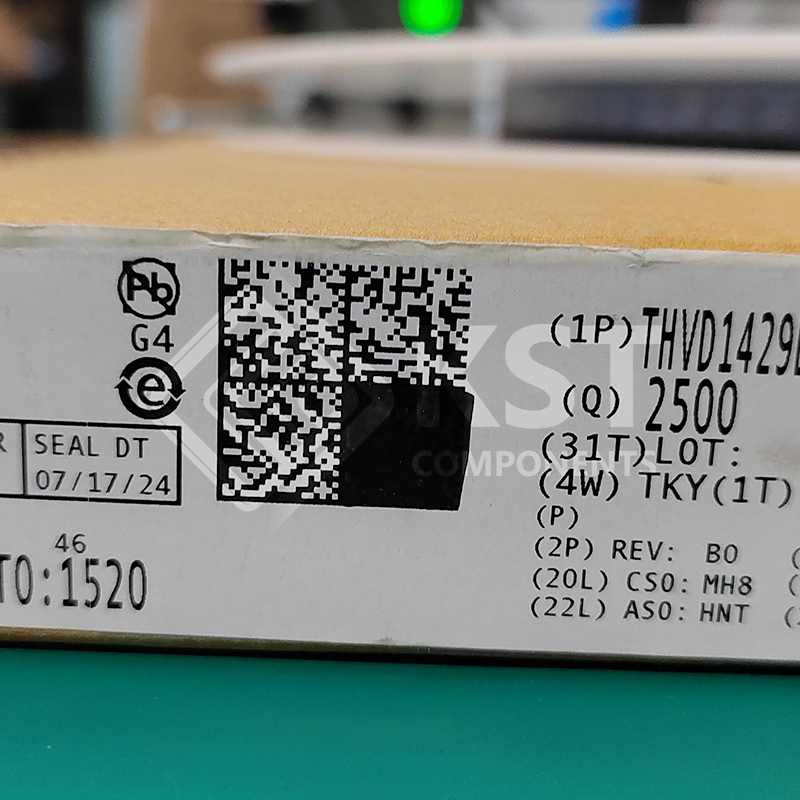 Pb
G4
e
SEAL DT
07/17/24
46
TO:1520
(1P)THVD1429
(Q) 2500
(31T)LOT:
(4W) TKY(1T)
(P)
(2P) REV: B0
(20L) CSO: MH8
(22L) ASO: HNT
KST
COMPONENTS